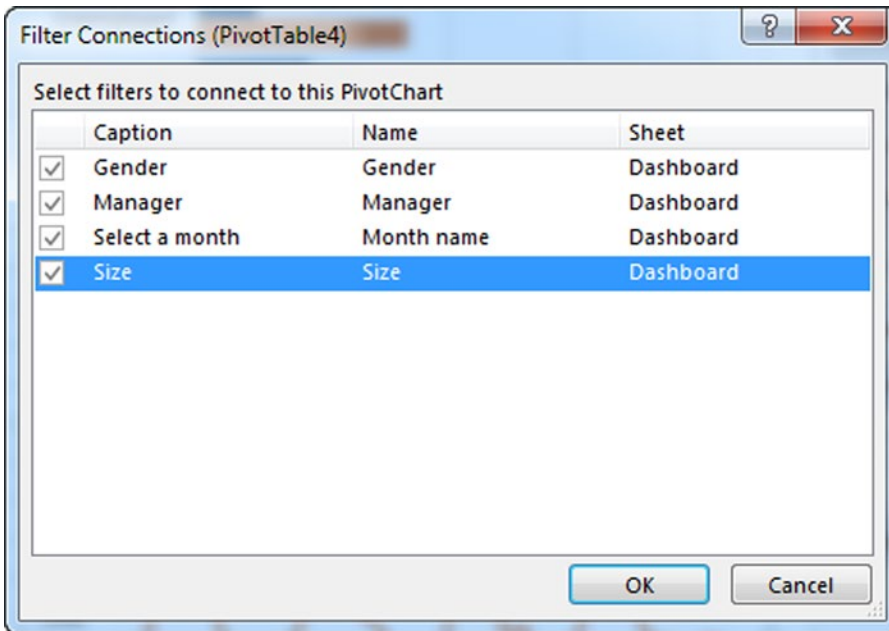 Filter Connections (PivotTable4)
Select filters to connect to this PivotChart
Caption Name Sheet
Gender Gender Dashboard
Manager Manager Dashboard
Select a month Month name Dashboard
Size Size Dashboard
OK Cancel